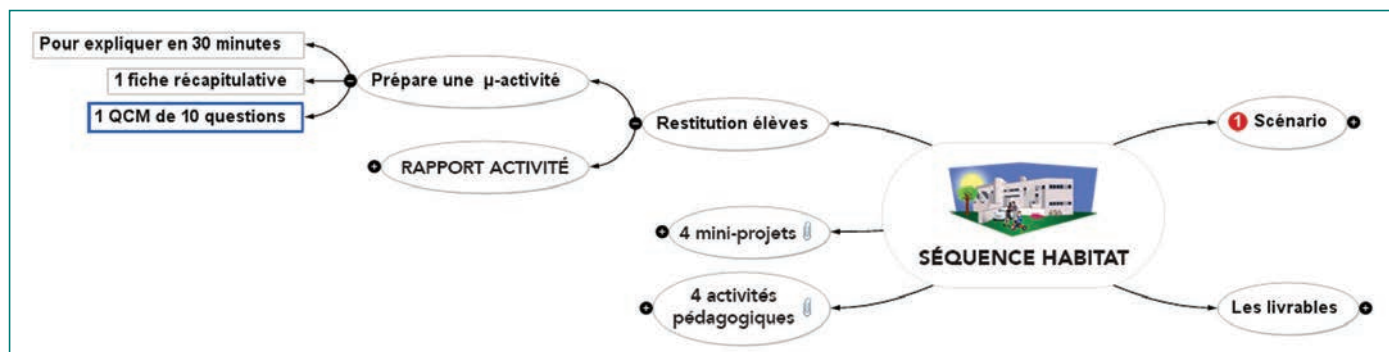 Pour expliquer en 30 minutes
1 fiche récapitulative
1 QCM de 10 questions
Prépare une µ-activité
RAPPORT ACTIVITÉ
Restitution élèves
4 mini-projets
4 activités
pédagogiques
SÉQUENCE HABITAT
1 Scénario
Les livrables